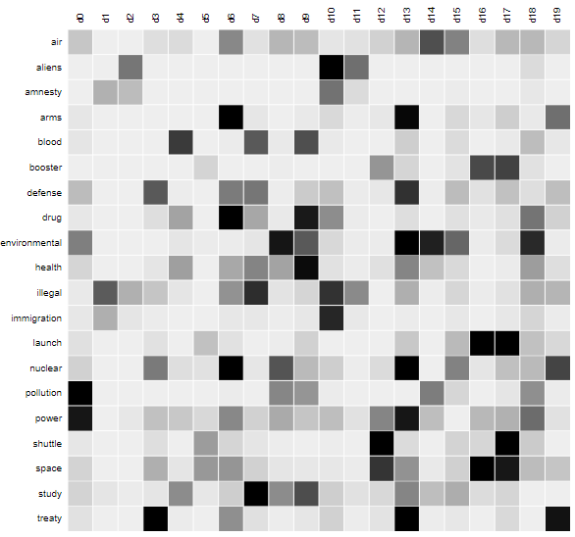 d0 d1 d2 d3 d4 d5 d6 d7 d8 d9 d10 d11 d12 d13 d14 d15 d16 d17 d18 d19
air
aliens
amnesty
arms
blood
booster
defense
drug
environmental
health
illegal
immigration
launch
nuclear
pollution
power
shuttle
space
study
treaty